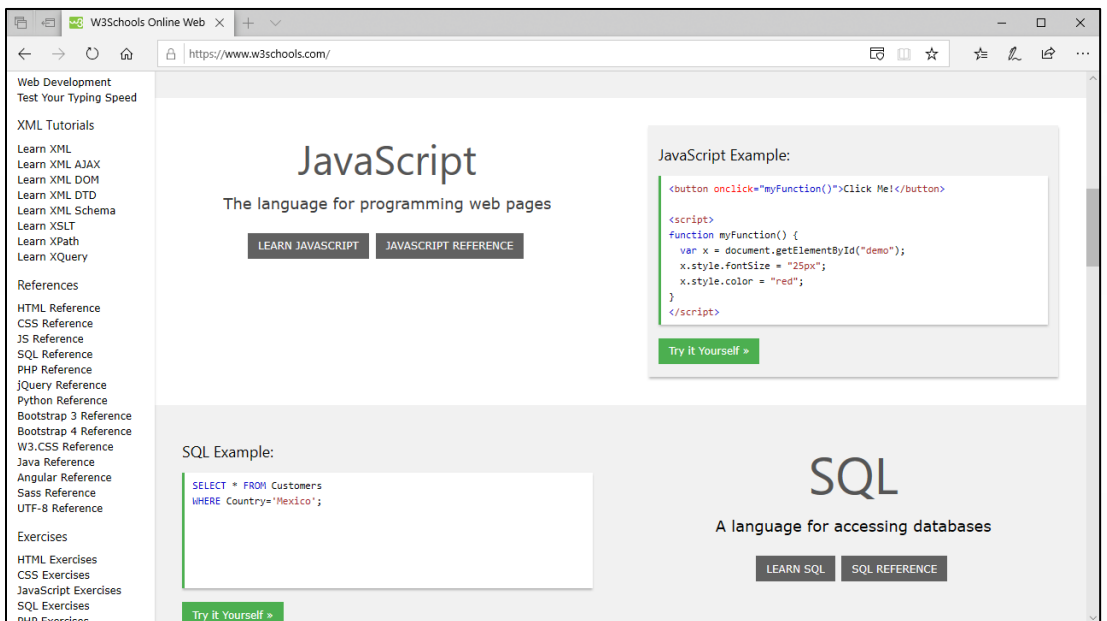 W3Schools Online Web
https://www.w3schools.com/
Web Development
Test Your Typing Speed
XML Tutorials
Learn XML
Learn XML AJAX
Learn XML DOM
Learn XML DTD
Learn XML Schema
Learn XSLT
Learn XPath
Learn XQuery
References
HTML Reference
CSS Reference
JS Reference
SQL Reference
PHP Reference
jQuery Reference
Python Reference
Bootstrap 3 Reference
Bootstrap 4 Reference
W3.CSS Reference
Java Reference
Angular Reference
Sass Reference
UTF-8 Reference
Exercises
HTML Exercises
CSS Exercises
JavaScript Exercises
SQL Exercises
PHP Exercises
JavaScript
The language for programming web pages
LEARN JAVASCRIPT JAVASCRIPT REFERENCE
JavaScript Example:
<button onclick="myFunction()">Click Me!</button>
<script>
function myFunction() {
  var x = document.getElementById("demo");
  x.style.fontSize = "25px";
  x.style.color = "red";
}
</script>
Try it Yourself »
SQL Example:
SELECT * FROM Customers
WHERE Country='Mexico';
Try it Yourself »
SQL
A language for accessing databases
LEARN SQL SQL REFERENCE